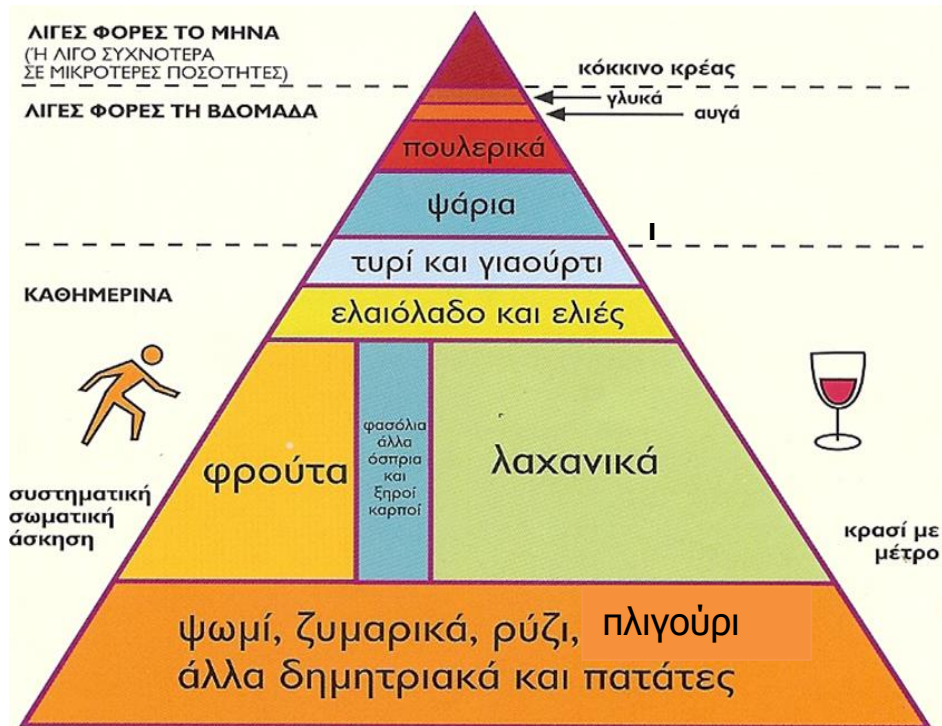 ΛΙΓΕΣ ΦΟΡΕΣ ΤΟ ΜΗΝΑ
(Ή ΛΙΓΟ ΣΥΧΝΟΤΕΡΑ
ΣΕ ΜΙΚΡΟΤΕΡΕΣ ΠΟΣΟΤΗΤΕΣ)
κόκκινο κρέας
γλυκά
ΛΙΓΕΣ ΦΟΡΕΣ ΤΗ ΒΔΟΜΑΔΑ
αυγά
πουλερικά
ψάρια
τυρί και γιαούρτι
ΚΑΘΗΜΕΡΙΝΑ
ελαιόλαδο και ελιές
φρούτα
φασόλια
άλλα
όσπρια
και
ξηροί
καρποί
λαχανικά
συστηματική
σωματική
άσκηση
κρασί με
μέτρο
ψωμί, ζυμαρικά, ρύζι, πλιγούρι
άλλα δημητριακά και πατάτες